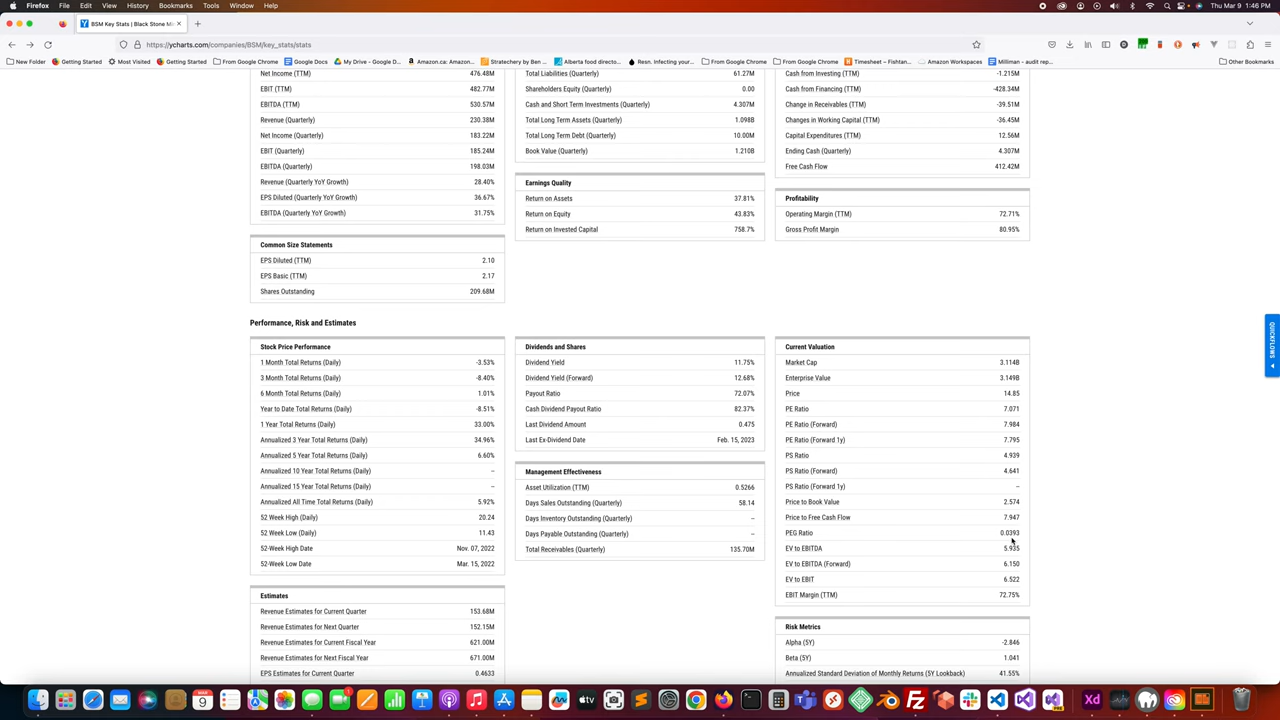 Firefox File Edit View History Bookmarks Tools Window Help Thu Mar 9 1:46 PM
BSM Key Stats | Black Stone Mi
https://ycharts.com/companies/BSM/key_stats/stats
New Folder Getting Started Most Visited Getting Started From Google Chrome Google Docs My Drive - Google D... Amazon.ca: Amazon... Stratechery by Ben ... Alberta food directo... Resn. Infecting your... From Google Chrome From Google Chrome Timesheet – Fishtan... Amazon Workspaces Milliman - audit rep... Other Bookmarks
Net Income (TTM) 476.48M
EBIT (TTM) 482.77M
EBITDA (TTM) 530.57M
Revenue (Quarterly) 230.38M
Net Income (Quarterly) 183.22M
EBIT (Quarterly) 185.24M
EBITDA (Quarterly) 198.03M
Revenue (Quarterly YoY Growth) 28.40%
EPS Diluted (Quarterly YoY Growth) 36.67%
EBITDA (Quarterly YoY Growth) 31.75%
Total Liabilities (Quarterly) 61.27M
Shareholders Equity (Quarterly) 0.00
Cash and Short Term Investments (Quarterly) 4.307M
Total Long Term Assets (Quarterly) 1.098B
Total Long Term Debt (Quarterly) 10.00M
Book Value (Quarterly) 1.210B
Cash from Investing (TTM) -1.215M
Cash from Financing (TTM) -428.34M
Change in Receivables (TTM) -39.51M
Changes in Working Capital (TTM) -36.45M
Capital Expenditures (TTM) 12.56M
Ending Cash (Quarterly) 4.307M
Free Cash Flow 412.42M
Earnings Quality
Return on Assets 37.81%
Return on Equity 43.83%
Return on Invested Capital 758.7%
Profitability
Operating Margin (TTM) 72.71%
Gross Profit Margin 80.95%
Common Size Statements
EPS Diluted (TTM) 2.10
EPS Basic (TTM) 2.17
Shares Outstanding 209.68M
Performance, Risk and Estimates
Stock Price Performance
1 Month Total Returns (Daily) -3.53%
3 Month Total Returns (Daily) -8.40%
6 Month Total Returns (Daily) 1.01%
Year to Date Total Returns (Daily) -8.51%
1 Year Total Returns (Daily) 33.00%
Annualized 3 Year Total Returns (Daily) 34.96%
Annualized 5 Year Total Returns (Daily) 6.60%
Annualized 10 Year Total Returns (Daily) --
Annualized 15 Year Total Returns (Daily) --
Annualized All Time Total Returns (Daily) 5.92%
52 Week High (Daily) 20.24
52 Week Low (Daily) 11.43
52-Week High Date Nov. 07, 2022
52-Week Low Date Mar. 15, 2022
Dividends and Shares
Dividend Yield 11.75%
Dividend Yield (Forward) 12.68%
Payout Ratio 72.07%
Cash Dividend Payout Ratio 82.37%
Last Dividend Amount 0.475
Last Ex-Dividend Date Feb. 15, 2023
Management Effectiveness
Asset Utilization (TTM) 0.5266
Days Sales Outstanding (Quarterly) 58.14
Days Inventory Outstanding (Quarterly) --
Days Payable Outstanding (Quarterly) --
Total Receivables (Quarterly) 135.70M
Current Valuation
Market Cap 3.114B
Enterprise Value 3.149B
Price 14.85
PE Ratio 7.071
PE Ratio (Forward) 7.984
PE Ratio (Forward 1y) 7.795
PS Ratio 4.939
PS Ratio (Forward) 4.641
PS Ratio (Forward 1y) --
Price to Book Value 2.574
Price to Free Cash Flow 7.947
PEG Ratio 0.0393
EV to EBITDA 5.935
EV to EBITDA (Forward) 6.150
EV to EBIT 6.522
EBIT Margin (TTM) 72.75%
Estimates
Revenue Estimates for Current Quarter 153.68M
Revenue Estimates for Next Quarter 152.15M
Revenue Estimates for Current Fiscal Year 621.00M
Revenue Estimates for Next Fiscal Year 671.00M
EPS Estimates for Current Quarter 0.4633
Risk Metrics
Alpha (5Y) -2.846
Beta (5Y) 1.041
Annualized Standard Deviation of Monthly Returns (5Y Lookback) 41.55%
QUICKFLOWS